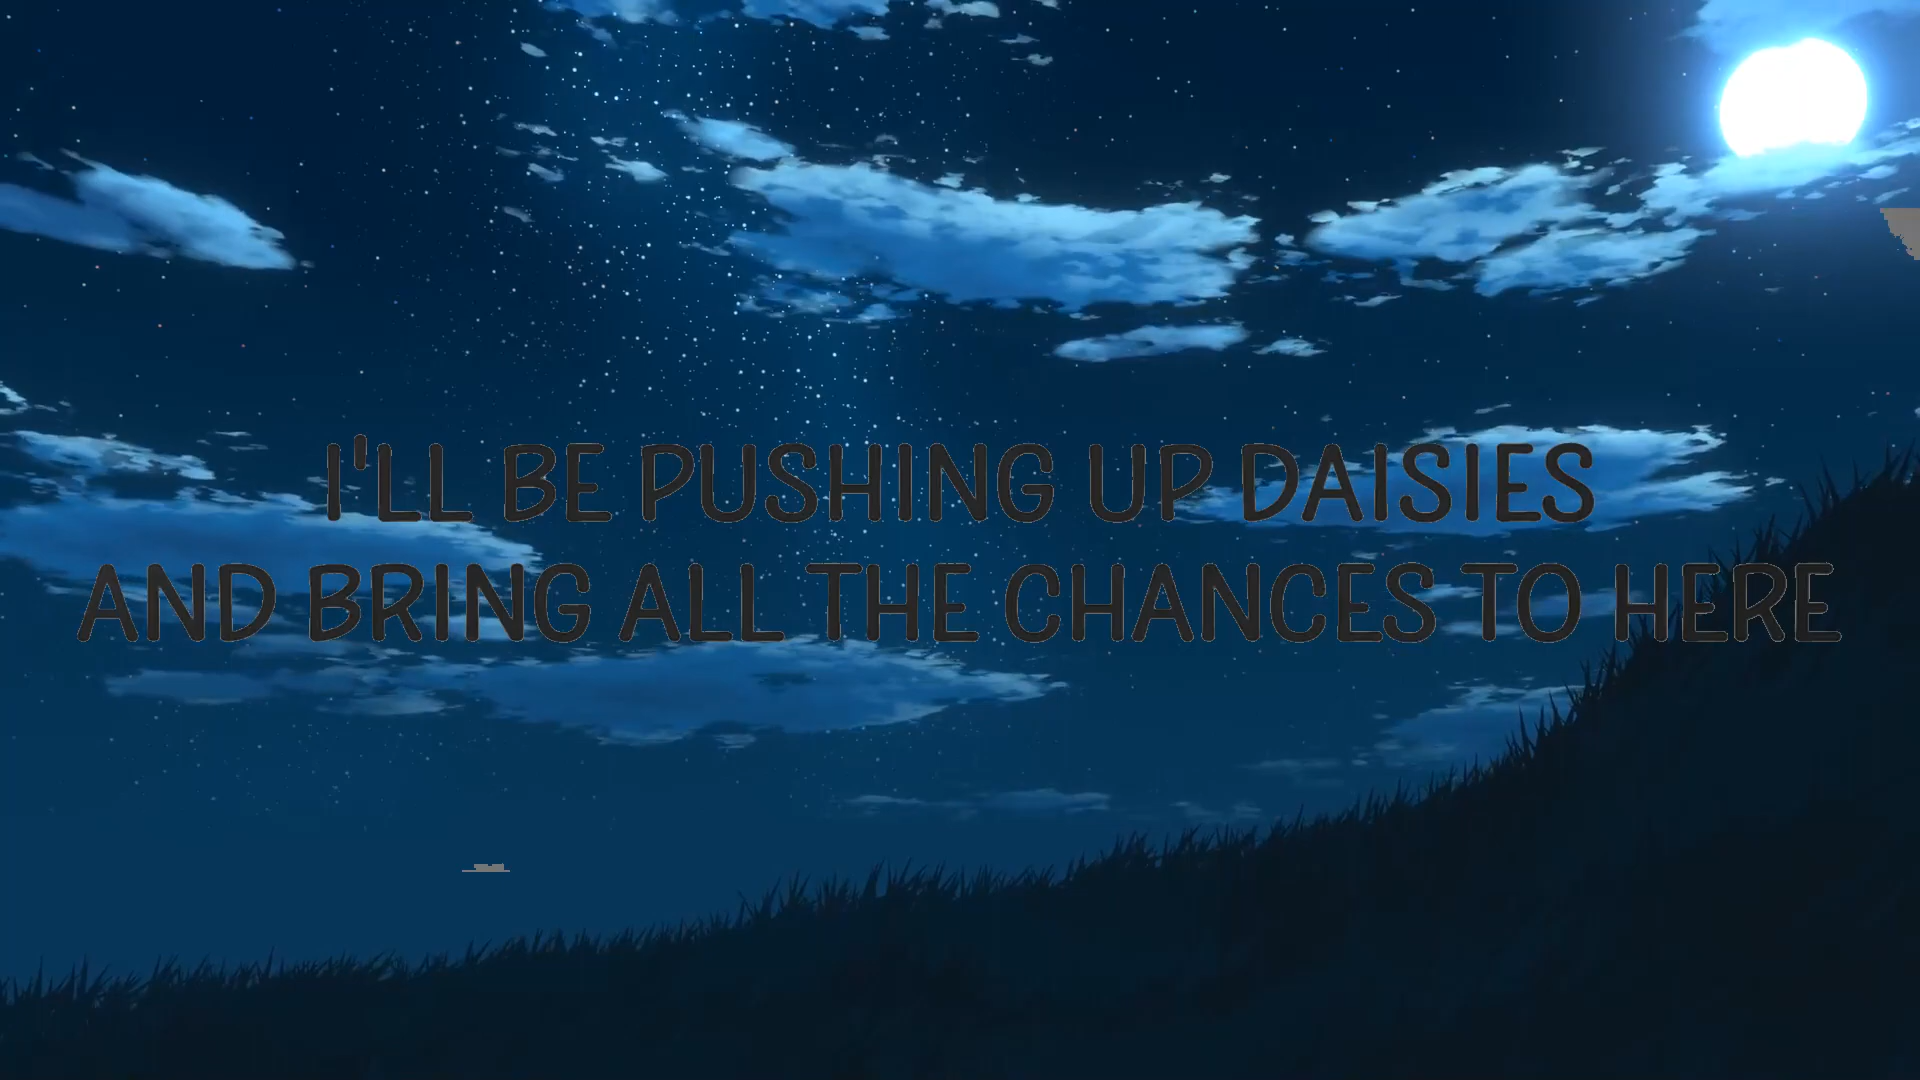 I'LL BE PUSHING UP DAISIES
AND BRING ALL THE CHANCES TO HERE